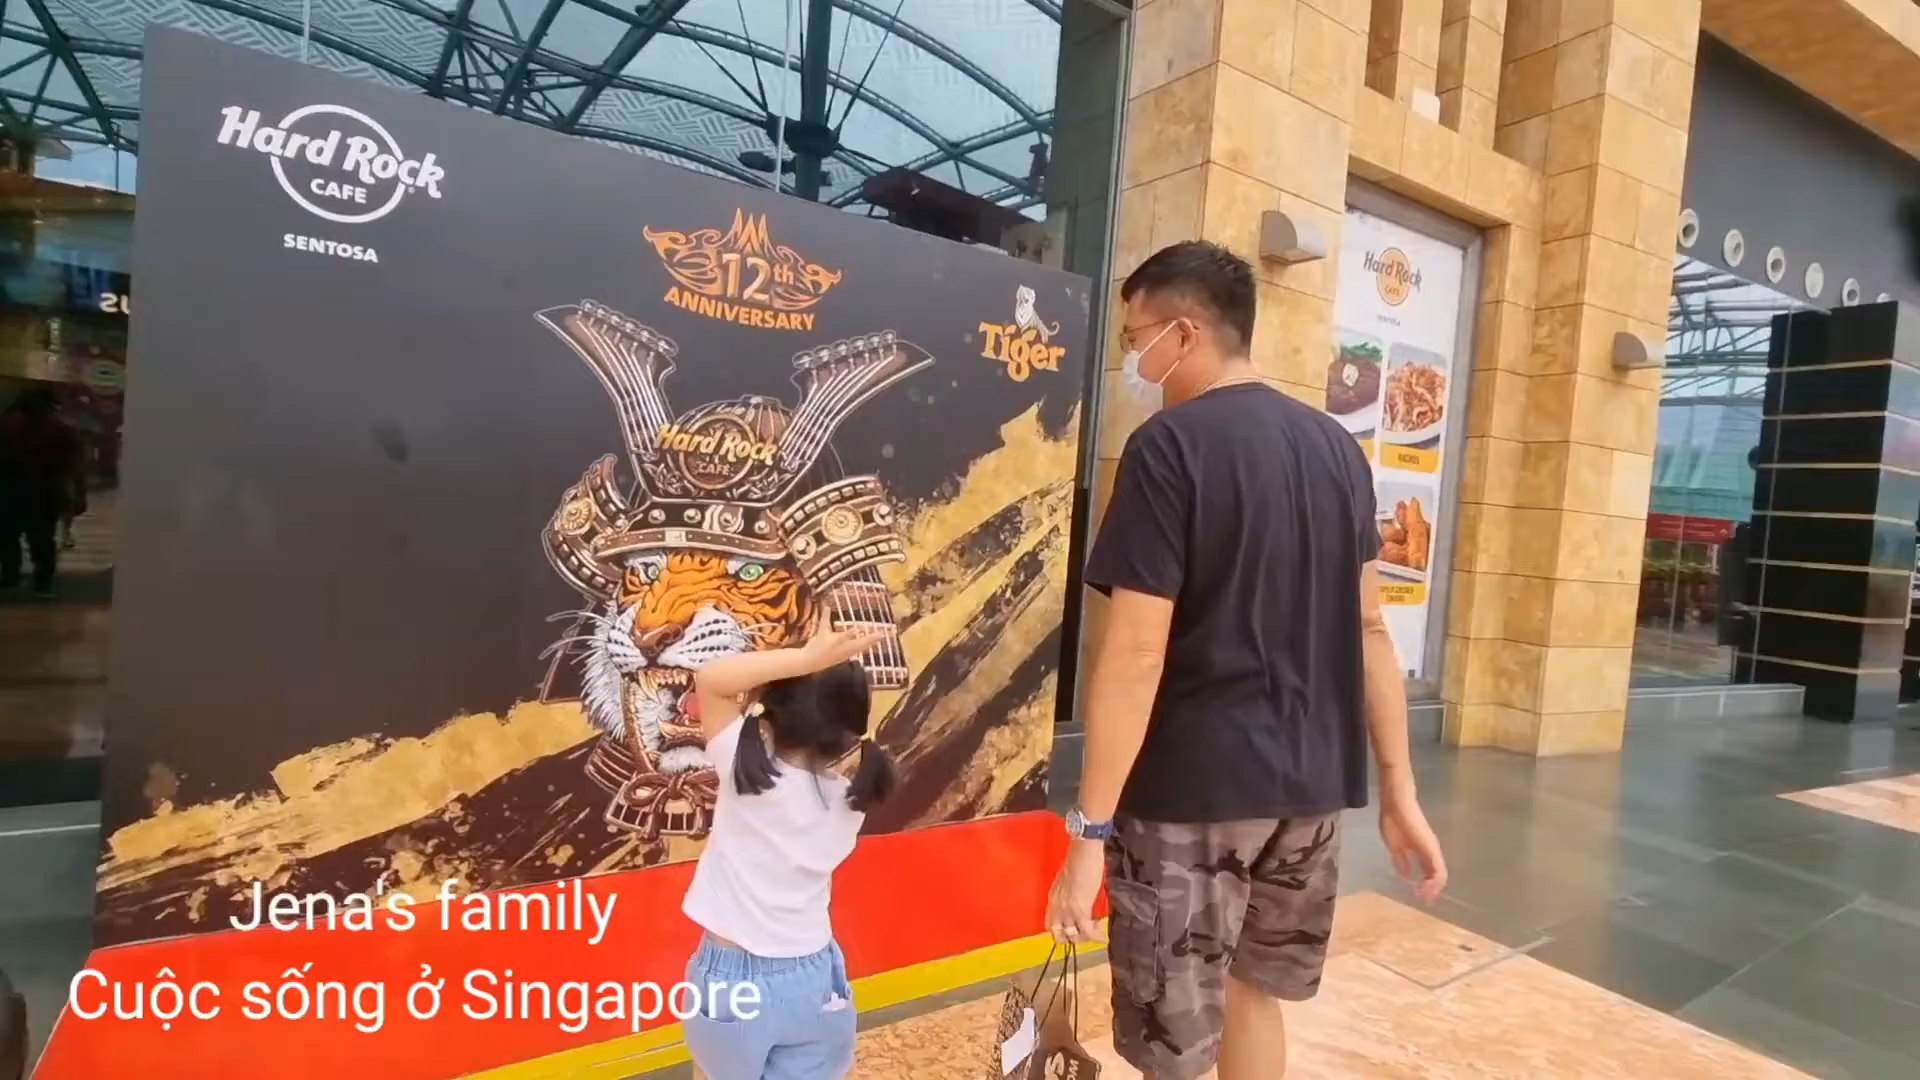 Hard Rock
CAFE
SENTOSA
12th
ANNIVERSARY
Tiger
Hard Rock
CAFE
Hard Rock
CAFE
SENTOSA
NACHOS
Jena's family
Cuộc sống ở Singapore